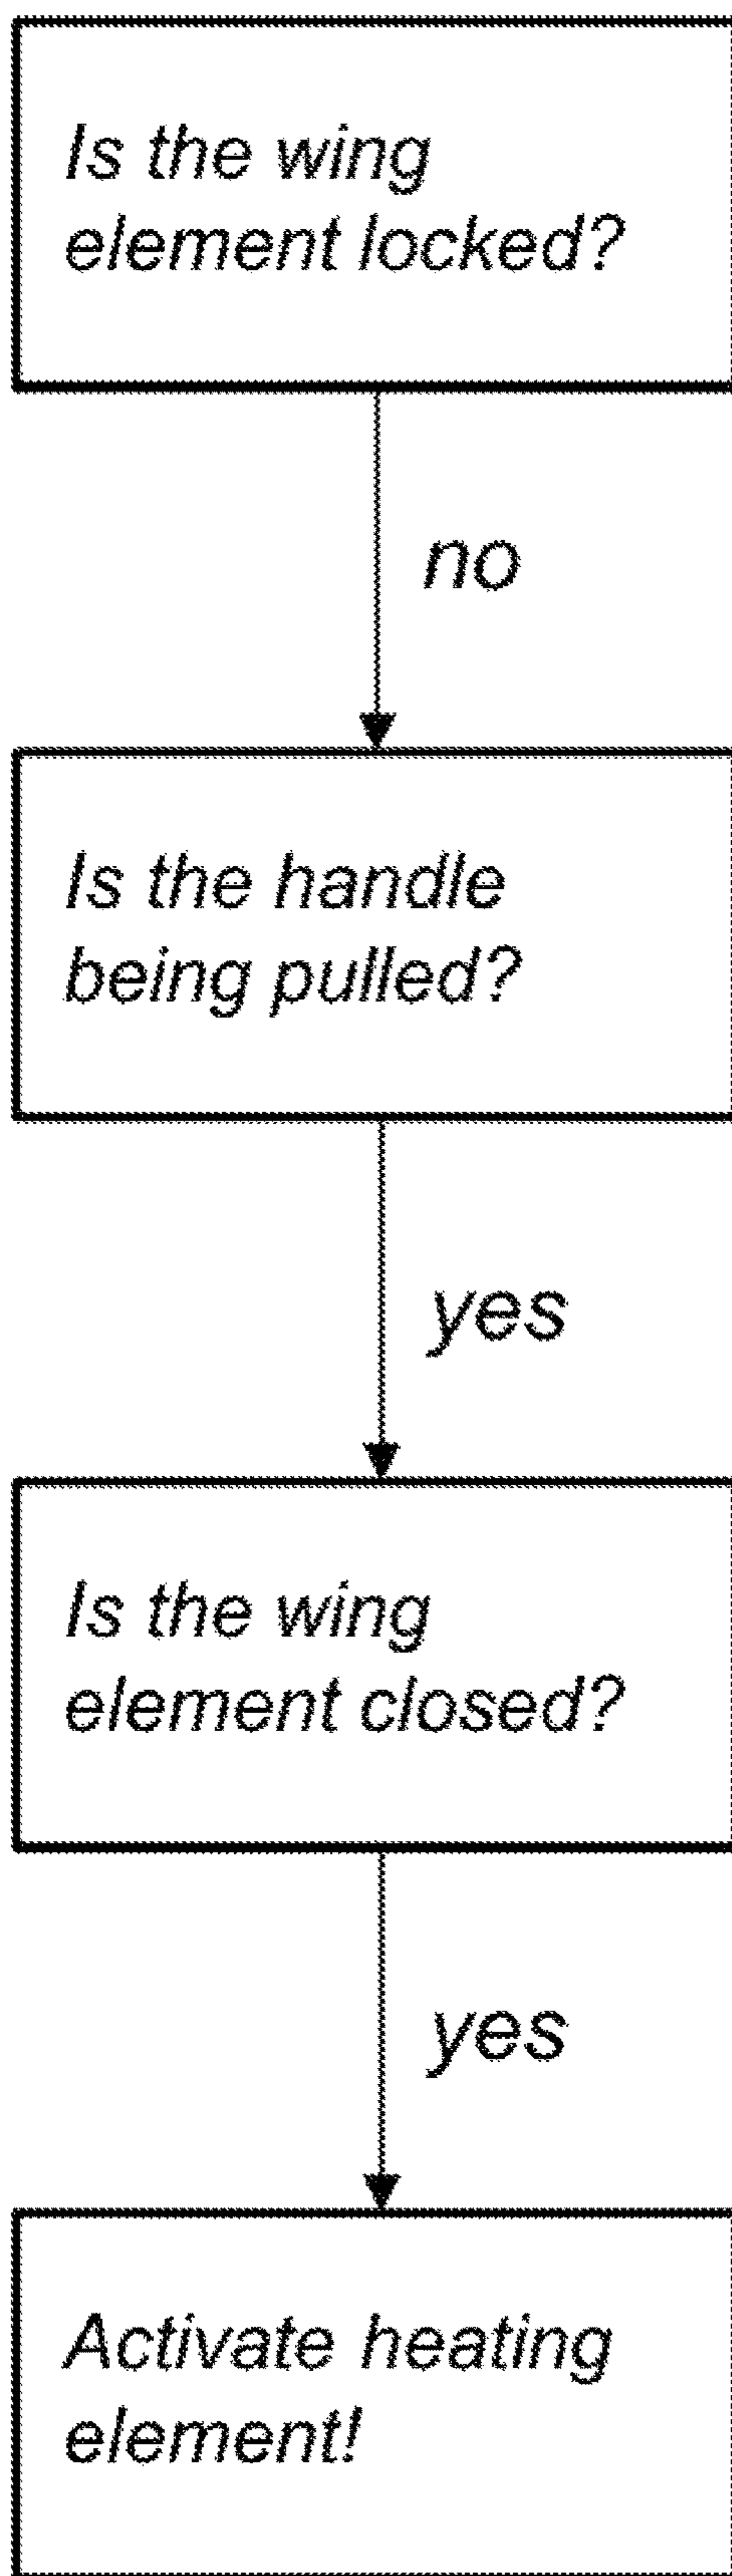 Is the wing
element locked?
no
Is the handle
being pulled?
yes
Is the wing
element closed?
yes
Activate heating
element!